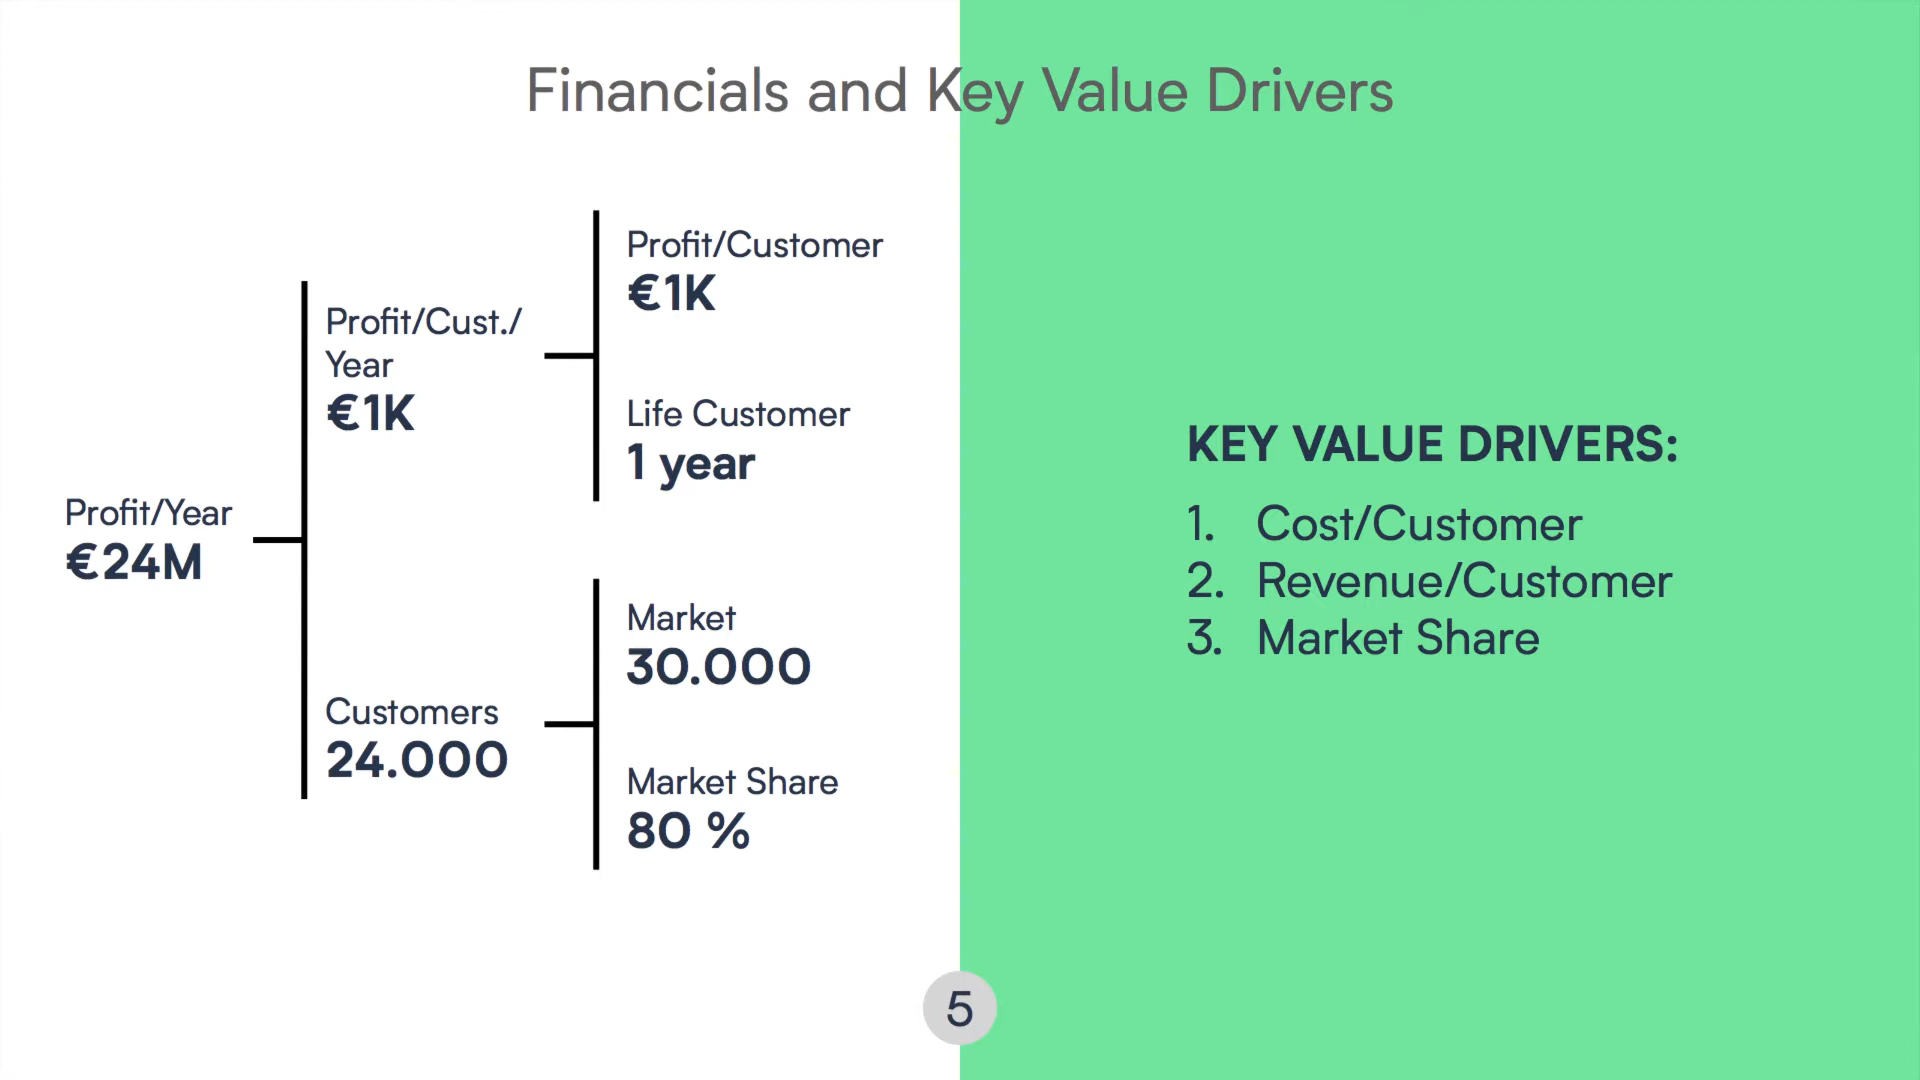 Financials and Key Value Drivers
Profit/Year
€24M
Profit/Cust./
Year
€1K
Customers
24.000
Profit/Customer
€1K
Life Customer
1 year
Market
30.000
Market Share
80 %
KEY VALUE DRIVERS:
1. Cost/Customer
2. Revenue/Customer
3. Market Share
5